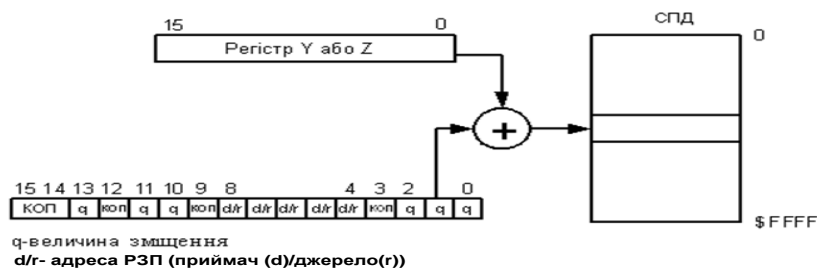 15 0
Регістр Y або Z
СПД
0
$FFFF
15 14 13 12 11 10 9 8 4 3 2 0
КОП q коп q q коп d/r d/r d/r d/r d/r коп q q q
q-величина зміщення
d/r- адреса РЗП (приймач (d)/джерело(r))